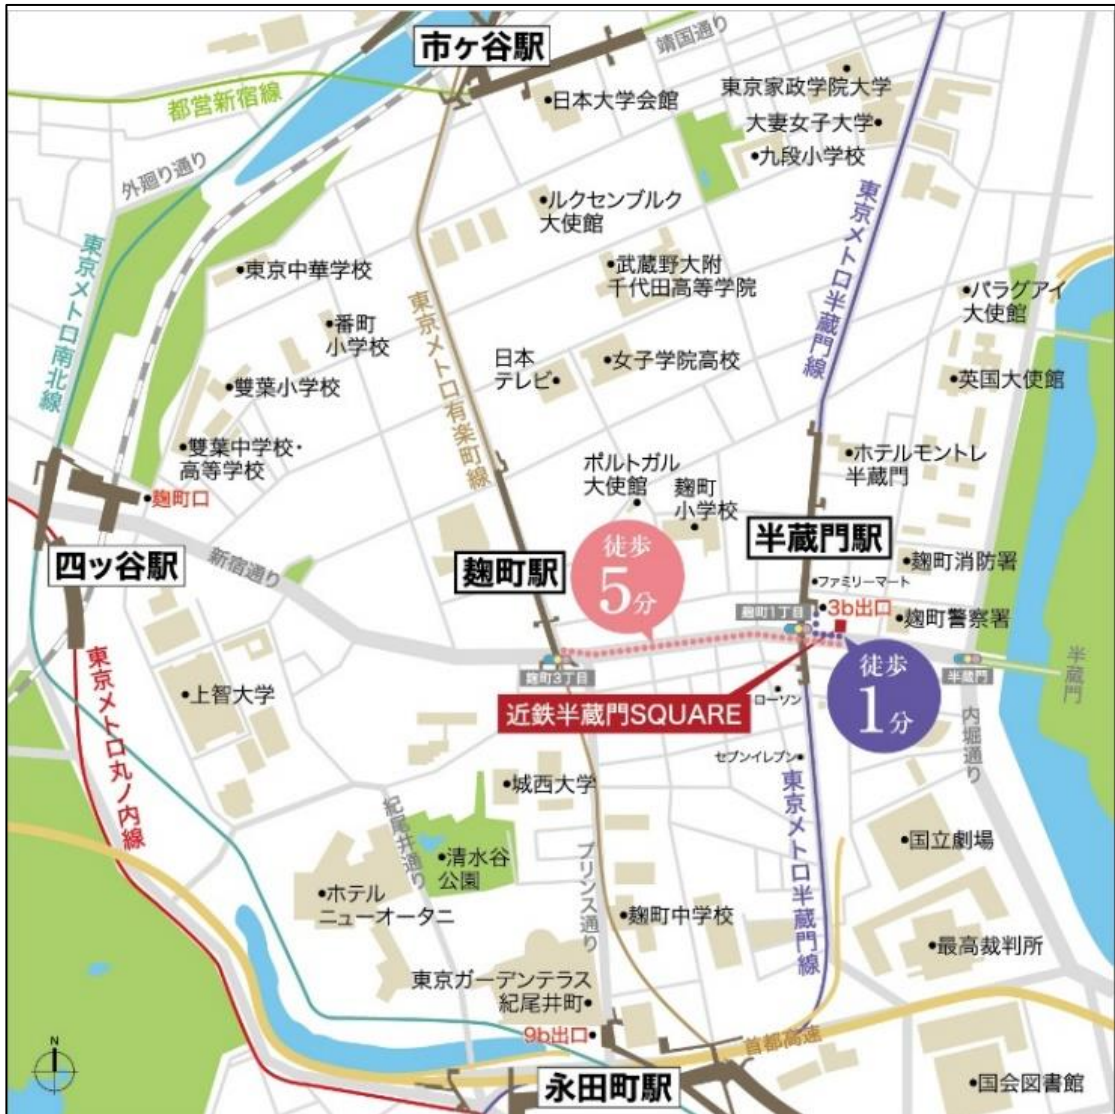 市ヶ谷駅
靖国通り
都営新宿線
日本大学会館
東京家政学院大学
大妻女子大学
九段小学校
外廻り通り
ルクセンブルク
大使館
東京メトロ半蔵門線
東京メトロ南北線
東京中華学校
武蔵野大附
千代田高等学院
パラグアイ
大使館
東京メトロ有楽町線
番町
小学校
日本
テレビ
女子学院高校
英国大使館
雙葉小学校
雙葉中学校・
高等学校
ホテルモントレ
半蔵門
ポルトガル
大使館
麹町
小学校
麹町口
半蔵門駅
新宿通り
四ッ谷駅
麹町駅
徒歩
5分
麹町消防署
ファミリーマート
3b出口
麹町1丁目
麹町警察署
東京メトロ丸ノ内線
麹町3丁目
半蔵門
半蔵門
徒歩
1分
上智大学
近鉄半蔵門SQUARE
ローソン
内堀通り
セブンイレブン
城西大学
東京メトロ半蔵門線
紀尾井通り
清水谷
公園
プリンス通り
国立劇場
ホテル
ニューオータニ
麹町中学校
最高裁判所
東京ガーデンテラス
紀尾井町
9b出口
首都高速
N
永田町駅
国会図書館